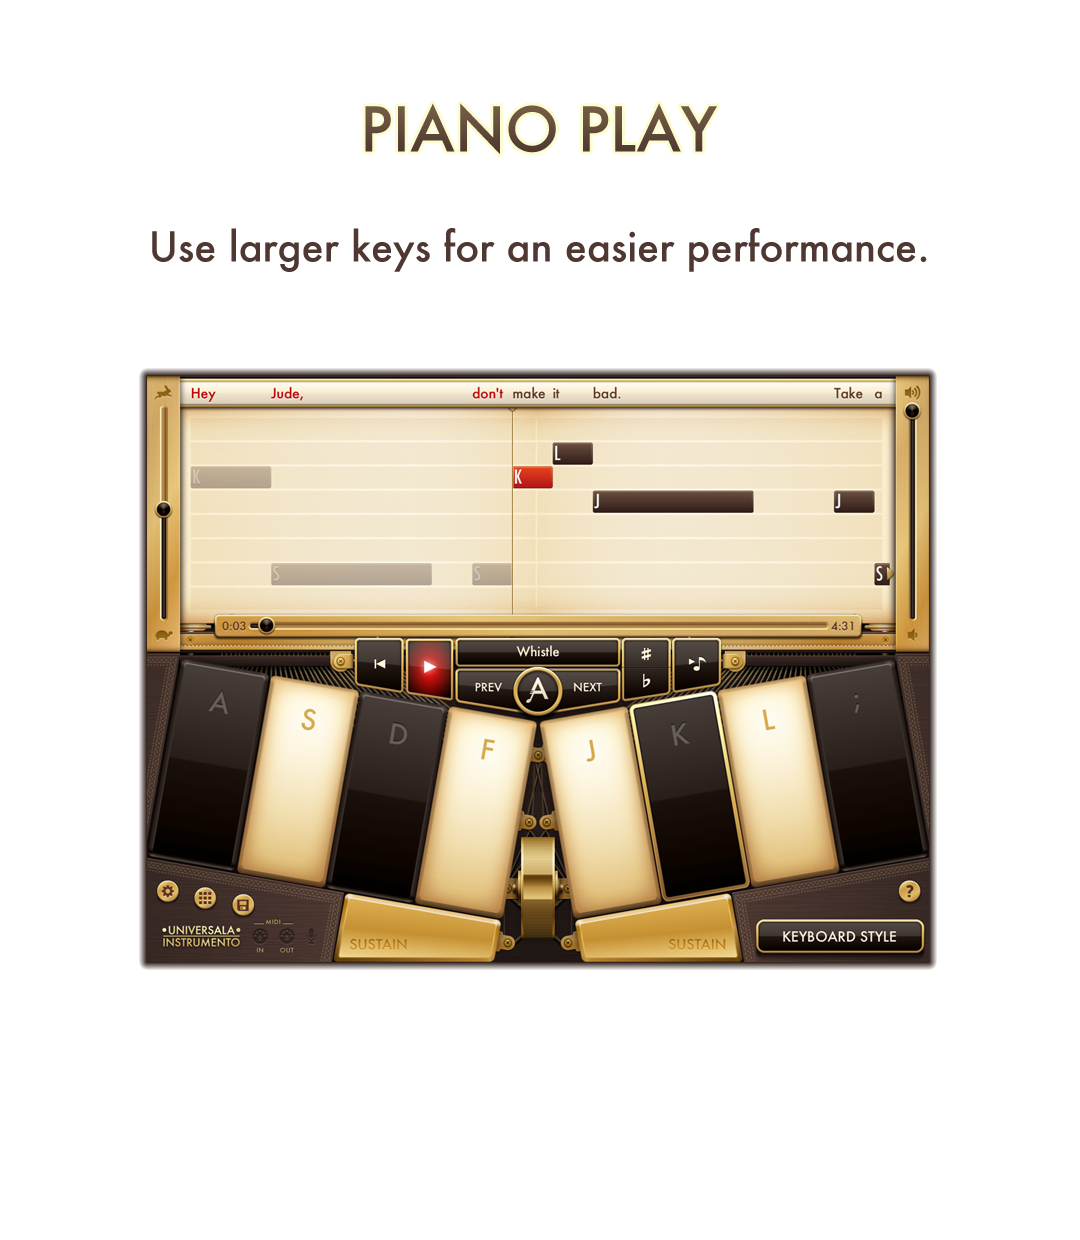 PIANO PLAY
Use larger keys for an easier performance.
Hey Jude, don't make it bad. Take a
L
K K
J J
S S S
0:03 4:31
Whistle
♯
PREV A NEXT
♭
A S D F J K L ;
?
•UNIVERSALA•
INSTRUMENTO
MIDI
IN OUT
SUSTAIN SUSTAIN
KEYBOARD STYLE